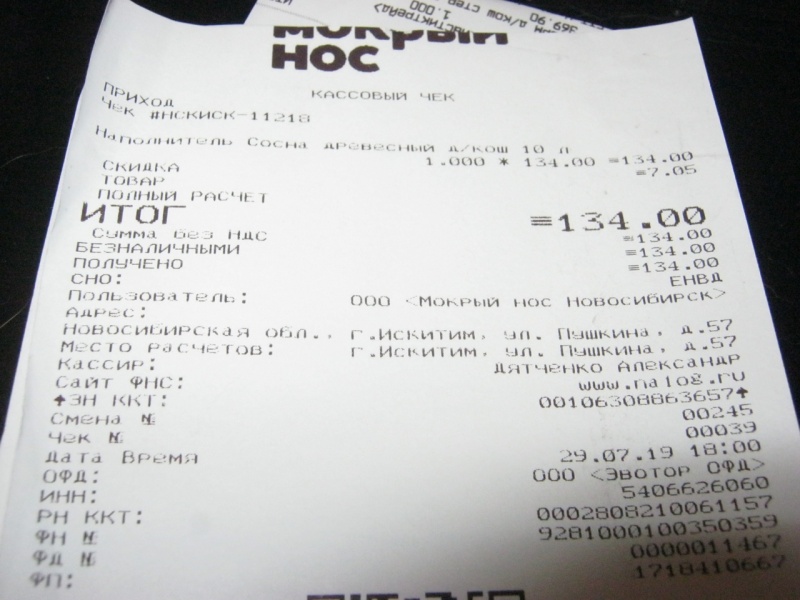 369.90
1.000
МОКРЫЙ
НОС
КАССОВЫЙ ЧЕК
ПРИХОД
Чек #НСКИСК-11218
Наполнитель Сосна древесный д/кош 10 л
1.000 * 134.00 =134.00
СКИДКА =7.05
ТОВАР
ПОЛНЫЙ РАСЧЕТ
ИТОГ =134.00
Сумма без НДС =134.00
БЕЗНАЛИЧНЫМИ =134.00
ПОЛУЧЕНО =134.00
СНО: ЕНВД
Пользователь: ООО <Мокрый нос Новосибирск>
Адрес:
Новосибирская обл., г.Искитим, ул. Пушкина, д.57
Место расчетов: г.Искитим, ул. Пушкина, д.57
Кассир: ДЯТЧЕНКО Александр
Сайт ФНС: www.nalog.ru
↑ЗН ККТ: 00106308863657↑
Смена № 00245
Чек № 00039
Дата Время 29.07.19 18:00
ОФД: ООО <Эвотор ОФД>
ИНН: 5406626060
РН ККТ: 0002808210061157
ФН № 9281000100350359
ФД № 0000011467
ФП: 1718410667